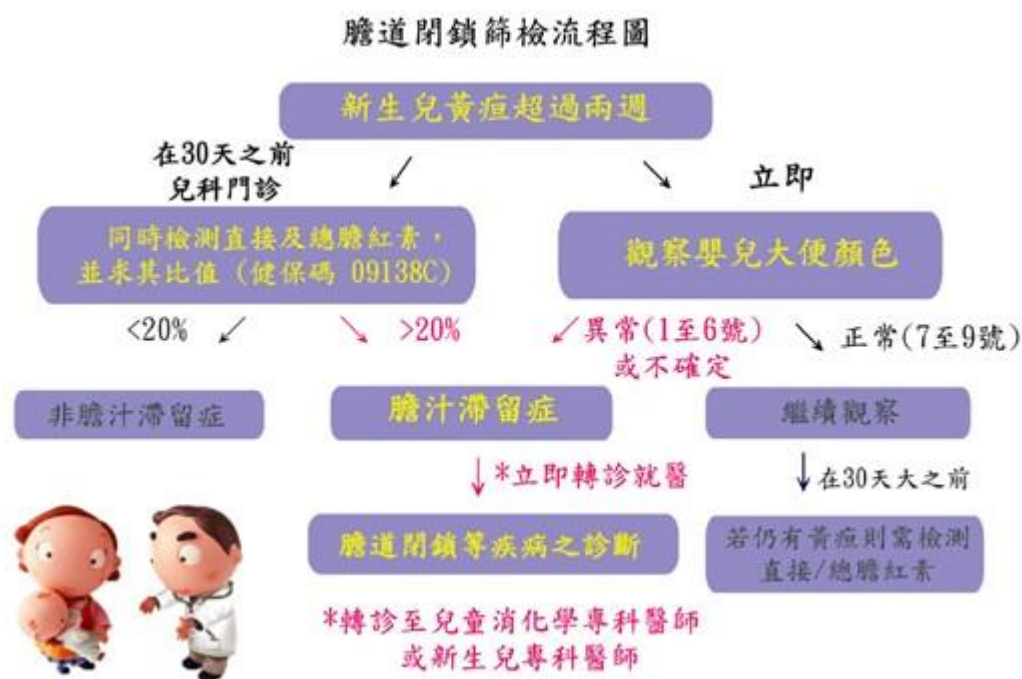 膽道閉鎖篩檢流程圖
新生兒黃疸超過兩週
在30天之前
兒科門診
立即
同時檢測直接及總膽紅素，
並求其比值 (健保碼 09138C)
觀察嬰兒大便顏色
<20%
>20%
異常(1至6號)
或不確定
正常(7至9號)
非膽汁滯留症
膽汁滯留症
繼續觀察
*立即轉診就醫
在30天大之前
膽道閉鎖等疾病之診斷
若仍有黃疸則需檢測
直接/總膽紅素
*轉診至兒童消化學專科醫師
或新生兒專科醫師